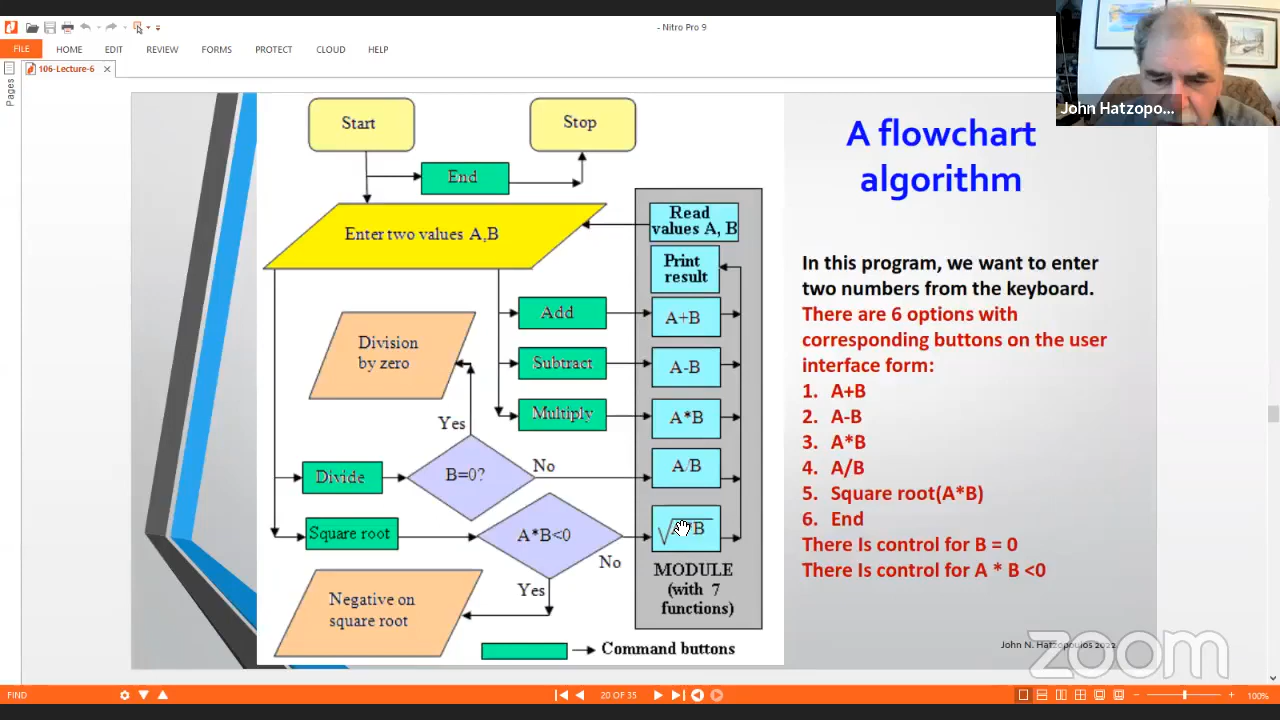 - Nitro Pro 9
FILE HOME EDIT REVIEW FORMS PROTECT CLOUD HELP
106-Lecture-6
Pages
John Hatzopo...
A flowchart
algorithm
Start
Stop
End
Enter two values A,B
Read
values A, B
Print
result
Add
A+B
Subtract
A-B
Multiply
A*B
Division
by zero
Yes
Divide
B=0?
No
A/B
Square root
A*B<0
No
Yes
Negative on
square root
MODULE
(with 7
functions)
Command buttons
In this program, we want to enter
two numbers from the keyboard.
There are 6 options with
corresponding buttons on the user
interface form:
1. A+B
2. A-B
3. A*B
4. A/B
5. Square root(A*B)
6. End
There Is control for B = 0
There Is control for A * B <0
John N. Hatzopoulos 2022
zoom
FIND
20 OF 35
100%